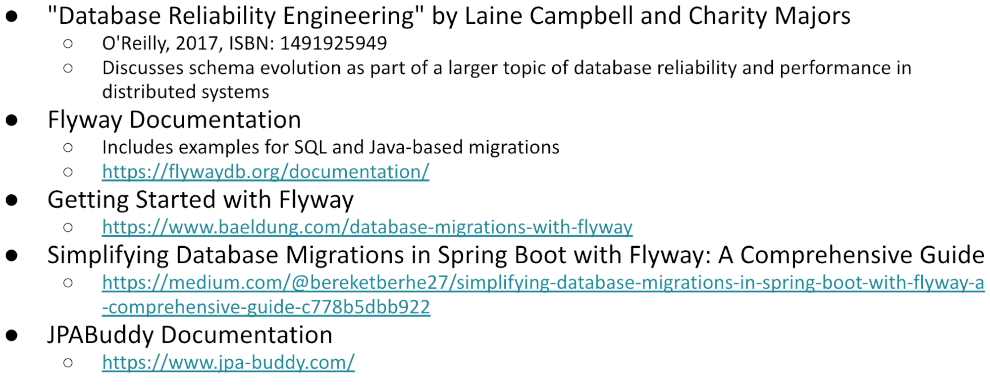 ● "Database Reliability Engineering" by Laine Campbell and Charity Majors
○ O'Reilly, 2017, ISBN: 1491925949
○ Discusses schema evolution as part of a larger topic of database reliability and performance in
distributed systems
● Flyway Documentation
○ Includes examples for SQL and Java-based migrations
○ https://flywaydb.org/documentation/
● Getting Started with Flyway
○ https://www.baeldung.com/database-migrations-with-flyway
● Simplifying Database Migrations in Spring Boot with Flyway: A Comprehensive Guide
○ https://medium.com/@bereketberhe27/simplifying-database-migrations-in-spring-boot-with-flyway-a
-comprehensive-guide-c778b5dbb922
● JPABuddy Documentation
○ https://www.jpa-buddy.com/